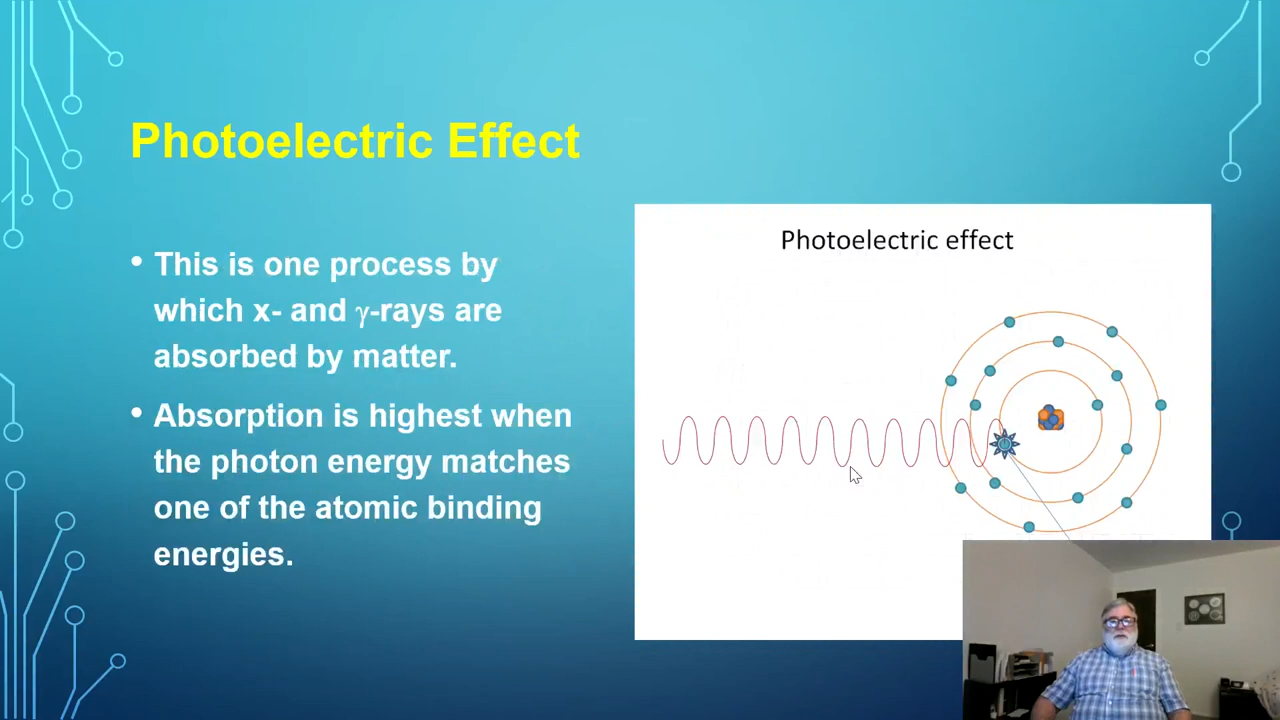 Photoelectric Effect
• This is one process by
which x- and γ-rays are
absorbed by matter.
• Absorption is highest when
the photon energy matches
one of the atomic binding
energies.
Photoelectric effect